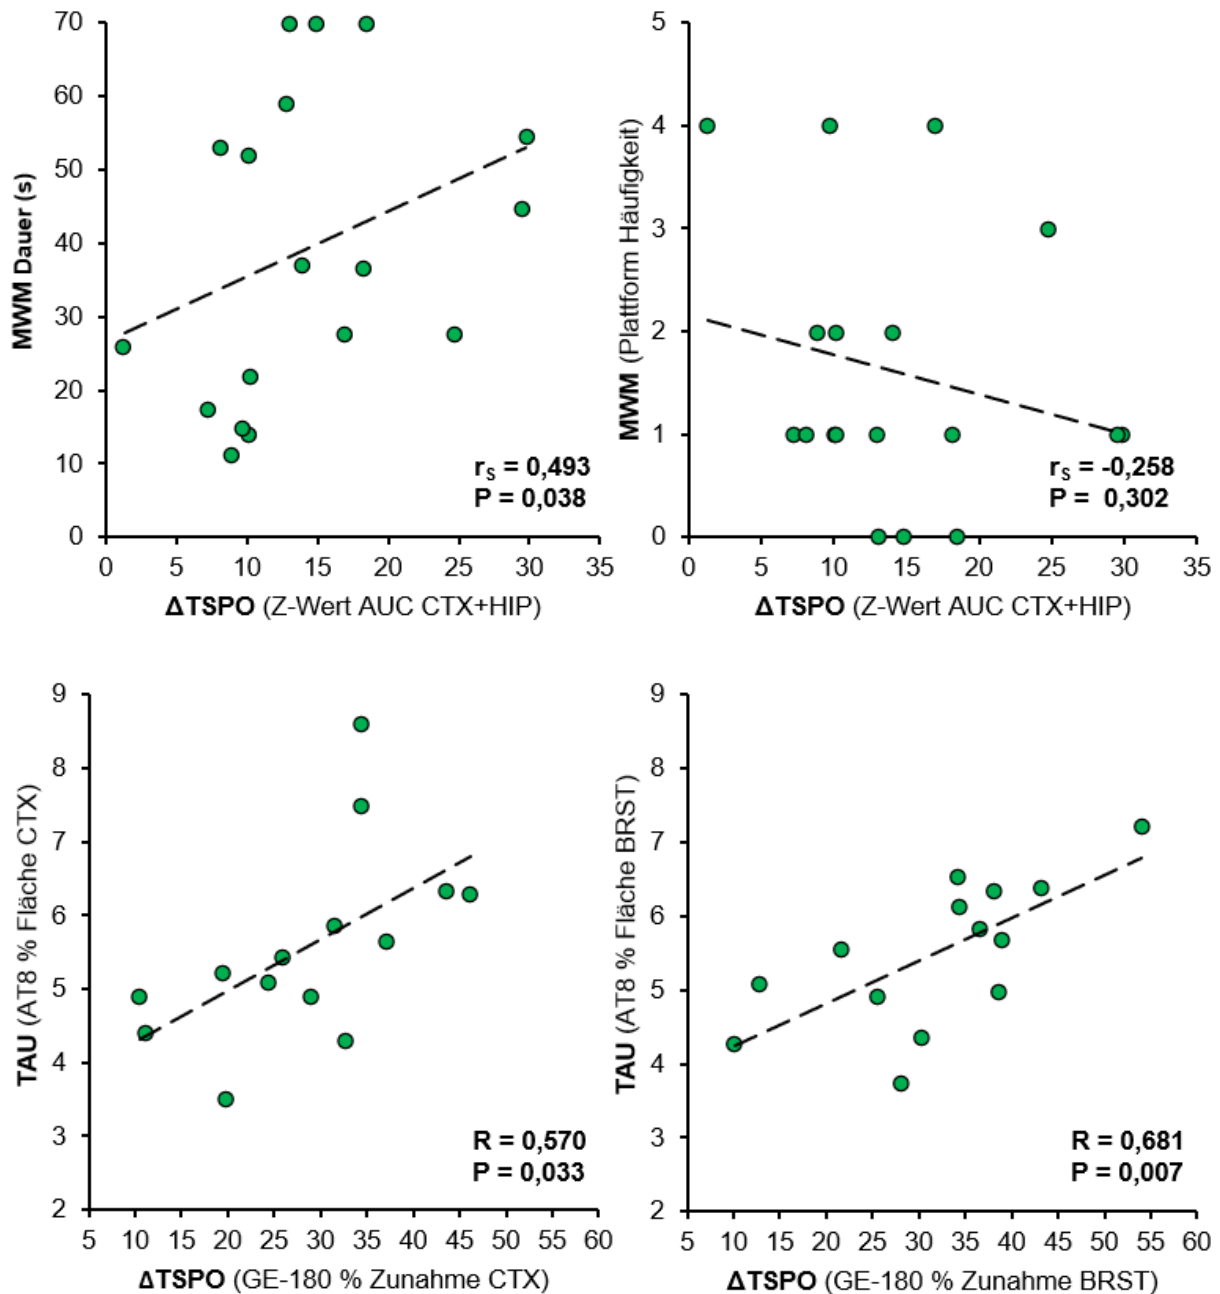 MWM Dauer (s)
70
60
50
40
30
20
10
0
0 5 10 15 20 25 30 35
r_S = 0,493
P = 0,038
ΔTSPO (Z-Wert AUC CTX+HIP)
MWM (Plattform Häufigkeit)
5
4
3
2
1
0
0 5 10 15 20 25 30 35
r_S = -0,258
P = 0,302
ΔTSPO (Z-Wert AUC CTX+HIP)
TAU (AT8 % Fläche CTX)
9
8
7
6
5
4
3
2
5 10 15 20 25 30 35 40 45 50 55 60
R = 0,570
P = 0,033
ΔTSPO (GE-180 % Zunahme CTX)
TAU (AT8 % Fläche BRST)
9
8
7
6
5
4
3
2
5 10 15 20 25 30 35 40 45 50 55 60
R = 0,681
P = 0,007
ΔTSPO (GE-180 % Zunahme BRST)